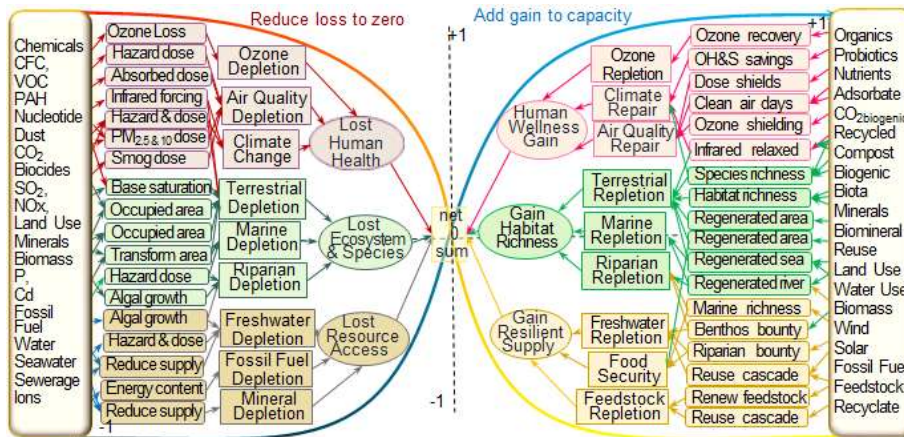 Reduce loss to zero
Add gain to capacity
+1
+1
Chemicals
CFC,
VOC
PAH
Nucleotide
Dust
CO2
Biocides
SO2,
NOx,
Land Use
Minerals
Biomass
P,
Cd
Fossil
Fuel
Water
Seawater
Sewerage
Ions
-1
Ozone Loss
Hazard dose
Absorbed dose
Infrared forcing
Hazard & dose
PM2.5 & 10 dose
Smog dose
Base saturation
Occupied area
Occupied area
Transform area
Hazard dose
Algal growth
Algal growth
Hazard & dose
Reduce supply
Energy content
Reduce supply
Ozone
Depletion
Air Quality
Depletion
Climate
Change
Terrestrial
Depletion
Marine
Depletion
Riparian
Depletion
Freshwater
Depletion
Fossil Fuel
Depletion
Mineral
Depletion
Lost
Human
Health
Lost
Ecosystem
& Species
Lost
Resource
Access
net
0
sum
-1
Human
Wellness
Gain
Gain
Habitat
Richness
Gain
Resilient
Supply
Ozone
Repletion
Climate
Repair
Air Quality
Repair
Terrestrial
Repletion
Marine
Repletion
Riparian
Repletion
Freshwater
Repletion
Food
Security
Feedstock
Repletion
Ozone recovery
OH&S savings
Dose shields
Clean air days
Ozone shielding
Infrared relaxed
Species richness
Habitat richness
Regenerated area
Regenerated area
Regenerated sea
Regenerated river
Marine richness
Benthos bounty
Riparian bounty
Reuse cascade
Renew feedstock
Reuse cascade
Organics
Probiotics
Nutrients
Adsorbate
CO2biogenic
Recycled
Compost
Biogenic
Biota
Minerals
Biomineral
Reuse
Land Use
Water Use
Biomass
Wind
Solar
Fossil Fuel
Feedstock
Recyclate